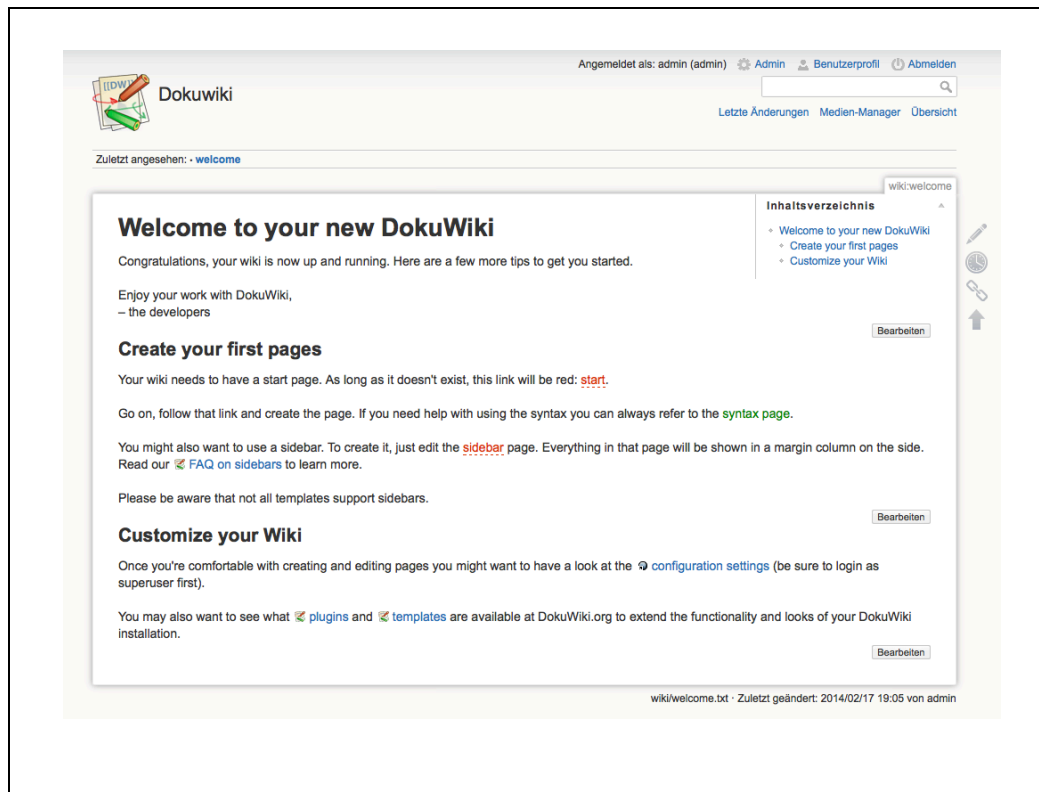 Angemeldet als: admin (admin) Admin Benutzerprofil Abmelden
[[DW]]
Dokuwiki
Letzte Änderungen Medien-Manager Übersicht
Zuletzt angesehen: • welcome
wiki:welcome
Inhaltsverzeichnis
Welcome to your new DokuWiki
Create your first pages
Customize your Wiki
Welcome to your new DokuWiki
Congratulations, your wiki is now up and running. Here are a few more tips to get you started.
Enjoy your work with DokuWiki,
– the developers
Bearbeiten
Create your first pages
Your wiki needs to have a start page. As long as it doesn't exist, this link will be red: start.
Go on, follow that link and create the page. If you need help with using the syntax you can always refer to the syntax page.
You might also want to use a sidebar. To create it, just edit the sidebar page. Everything in that page will be shown in a margin column on the side.
Read our FAQ on sidebars to learn more.
Please be aware that not all templates support sidebars.
Bearbeiten
Customize your Wiki
Once you're comfortable with creating and editing pages you might want to have a look at the configuration settings (be sure to login as
superuser first).
You may also want to see what plugins and templates are available at DokuWiki.org to extend the functionality and looks of your DokuWiki
installation.
Bearbeiten
wiki/welcome.txt · Zuletzt geändert: 2014/02/17 19:05 von admin